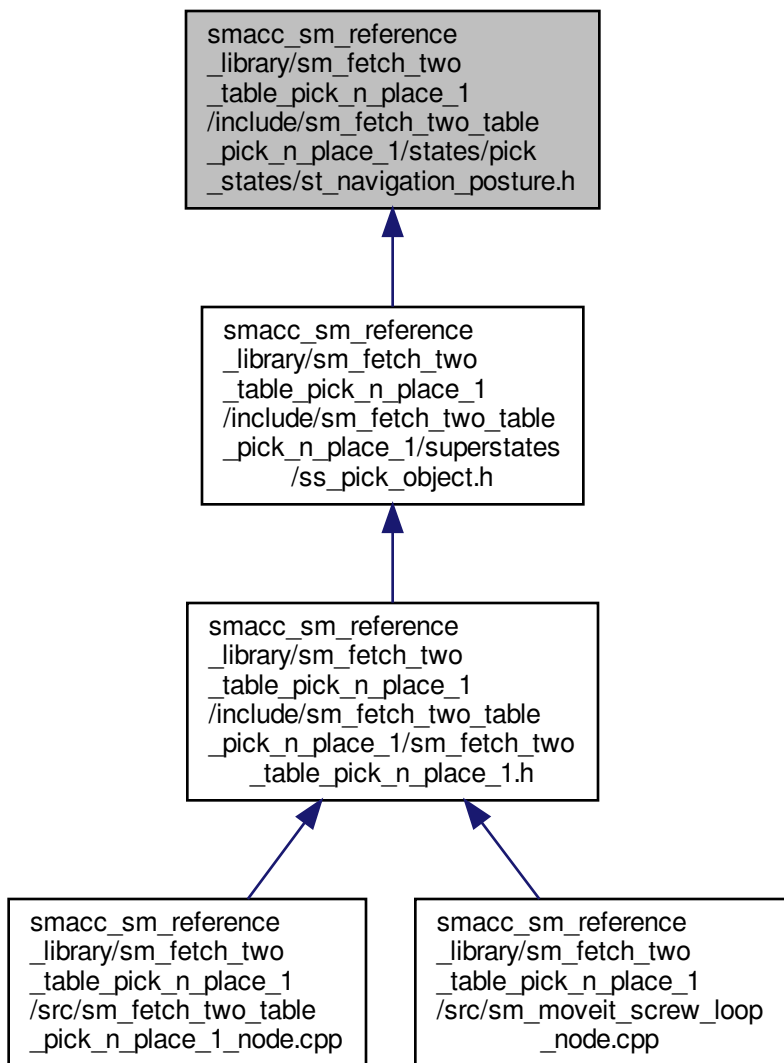 smacc_sm_reference
_library/sm_fetch_two
_table_pick_n_place_1
/include/sm_fetch_two_table
_pick_n_place_1/states/pick
_states/st_navigation_posture.h
smacc_sm_reference
_library/sm_fetch_two
_table_pick_n_place_1
/include/sm_fetch_two_table
_pick_n_place_1/superstates
/ss_pick_object.h
smacc_sm_reference
_library/sm_fetch_two
_table_pick_n_place_1
/include/sm_fetch_two_table
_pick_n_place_1/sm_fetch_two
_table_pick_n_place_1.h
smacc_sm_reference
_library/sm_fetch_two
_table_pick_n_place_1
/src/sm_fetch_two_table
_pick_n_place_1_node.cpp
smacc_sm_reference
_library/sm_fetch_two
_table_pick_n_place_1
/src/sm_moveit_screw_loop
_node.cpp